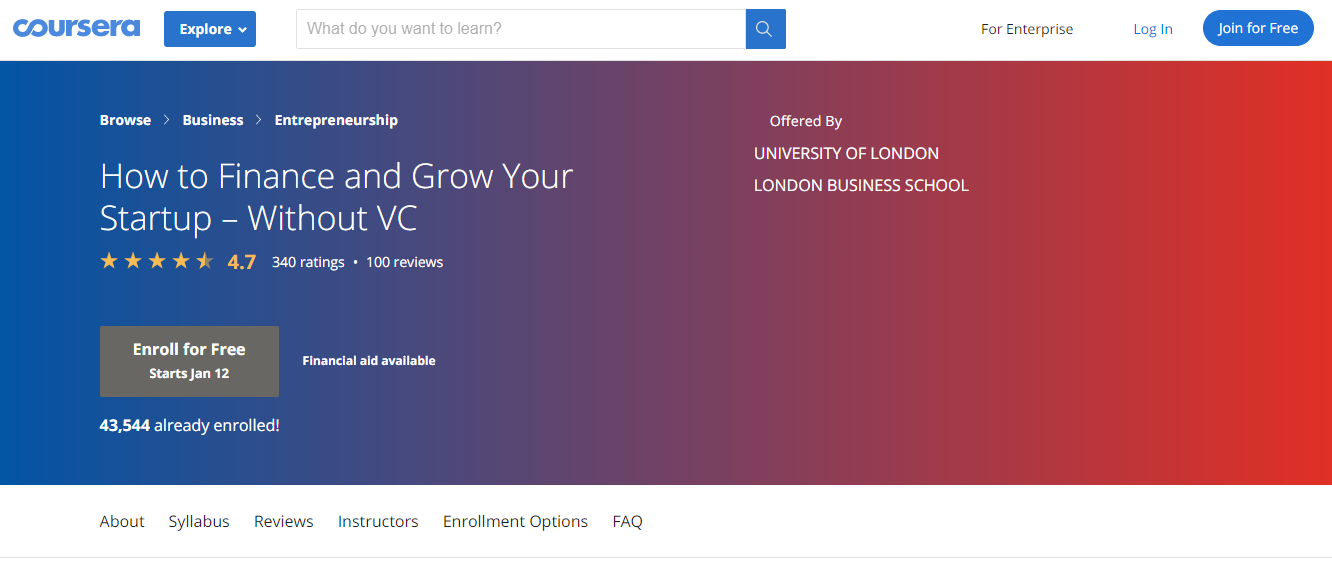 coursera Explore What do you want to learn? For Enterprise Log In Join for Free
Browse > Business > Entrepreneurship
How to Finance and Grow Your
Startup – Without VC
4.7 340 ratings • 100 reviews
Enroll for Free
Starts Jan 12
Financial aid available
43,544 already enrolled!
Offered By
UNIVERSITY OF LONDON
LONDON BUSINESS SCHOOL
About Syllabus Reviews Instructors Enrollment Options FAQ